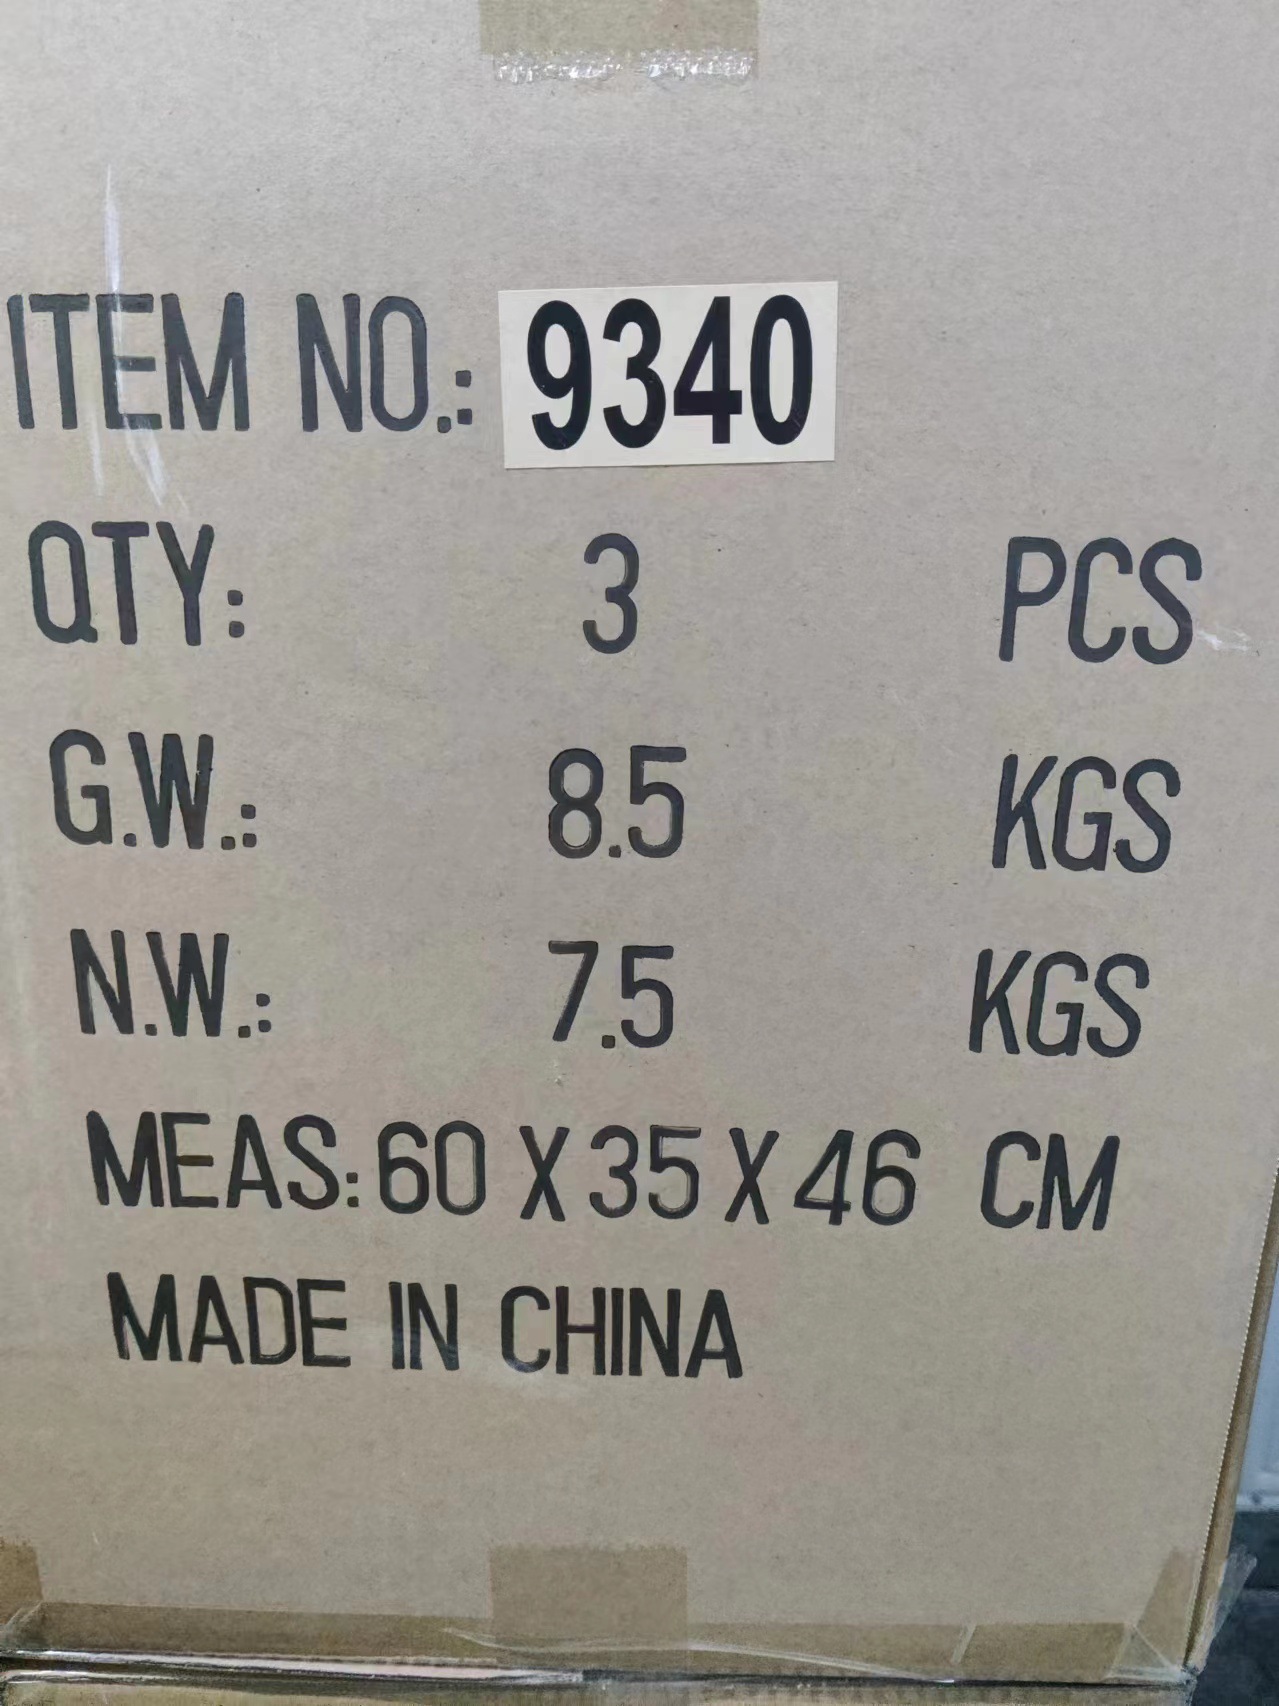 ITEM NO.: 9340
QTY: 3 PCS
G.W.: 8.5 KGS
N.W.: 7.5 KGS
MEAS: 60 X 35 X 46 CM
MADE IN CHINA